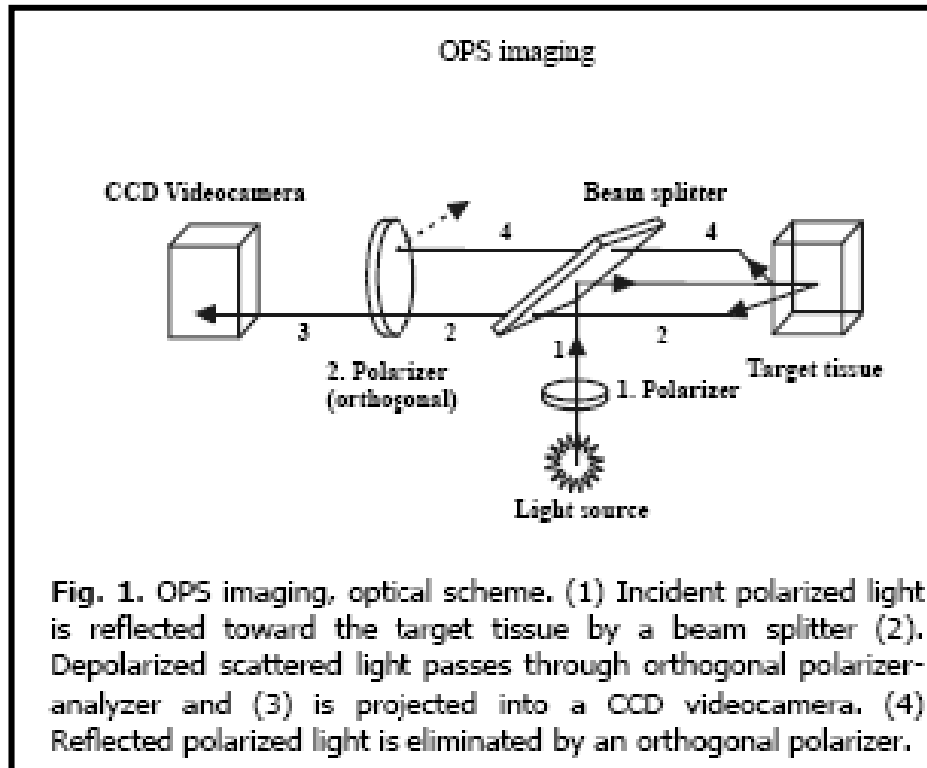 OPS imaging
CCD Videocamera
Beam splitter
4
4
3
2
1
2
2. Polarizer
(orthogonal)
1. Polarizer
Target tissue
Light source
Fig. 1. OPS imaging, optical scheme. (1) Incident polarized light
is reflected toward the target tissue by a beam splitter (2).
Depolarized scattered light passes through orthogonal polarizer-
analyzer and (3) is projected into a CCD videocamera. (4)
Reflected polarized light is eliminated by an orthogonal polarizer.